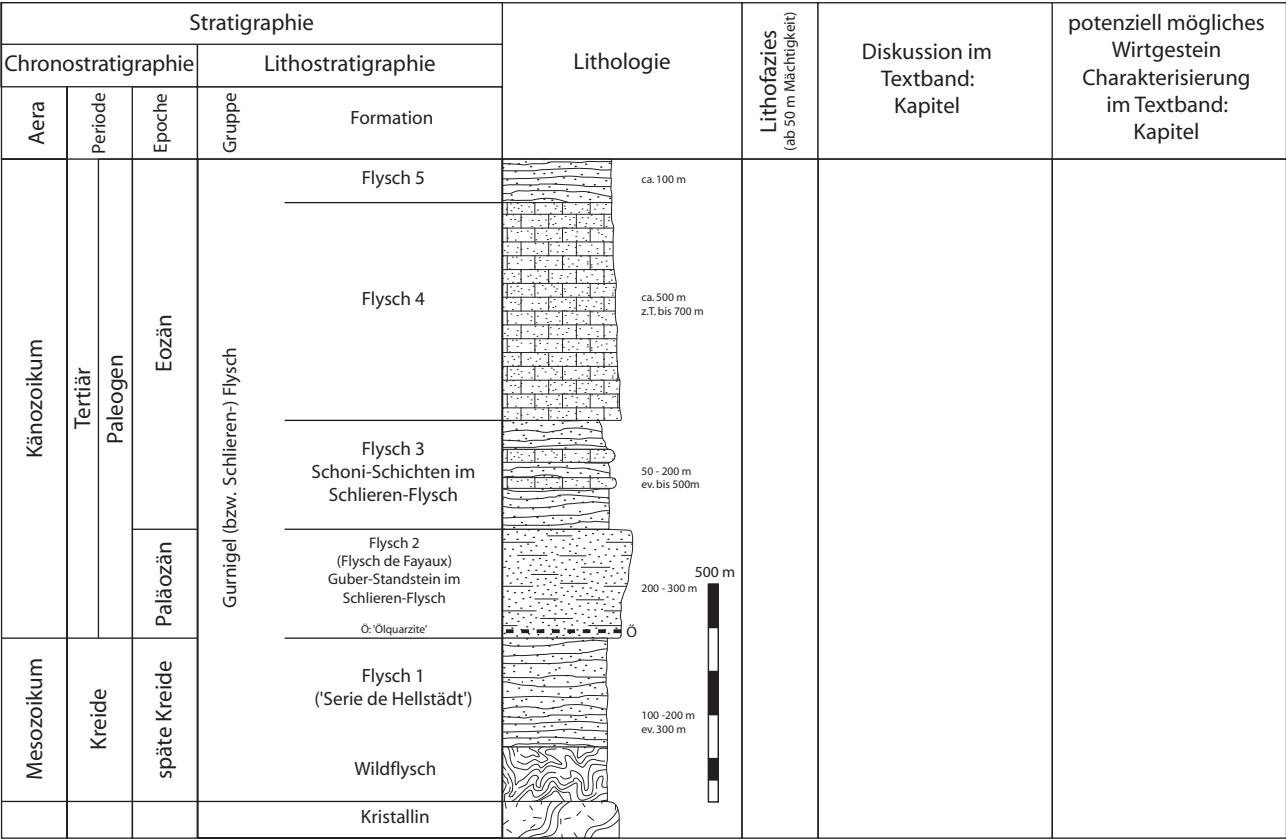 Stratigraphie
Chronostratigraphie
Lithostratigraphie
Aera
Periode
Epoche
Gruppe
Formation
Lithologie
Lithofazies
(ab 50 m Mächtigkeit)
Diskussion im
Textband:
Kapitel
potenziell mögliches
Wirtgestein
Charakterisierung
im Textband:
Kapitel
Känozoikum
Tertiär
Paleogen
Eozän
Paläozän
Mesozoikum
Kreide
späte Kreide
Gurnigel (bzw. Schlieren-) Flysch
Flysch 5
ca. 100 m
Flysch 4
ca. 500 m
z.T. bis 700 m
Flysch 3
Schoni-Schichten im
Schlieren-Flysch
50 - 200 m
ev. bis 500m
Flysch 2
(Flysch de Fayaux)
Guber-Standstein im
Schlieren-Flysch
Ö: 'Ölquarzite'
200 - 300 m
Ö
500 m
Flysch 1
('Serie de Hellstädt')
100 -200 m
ev. 300 m
Wildflysch
Kristallin